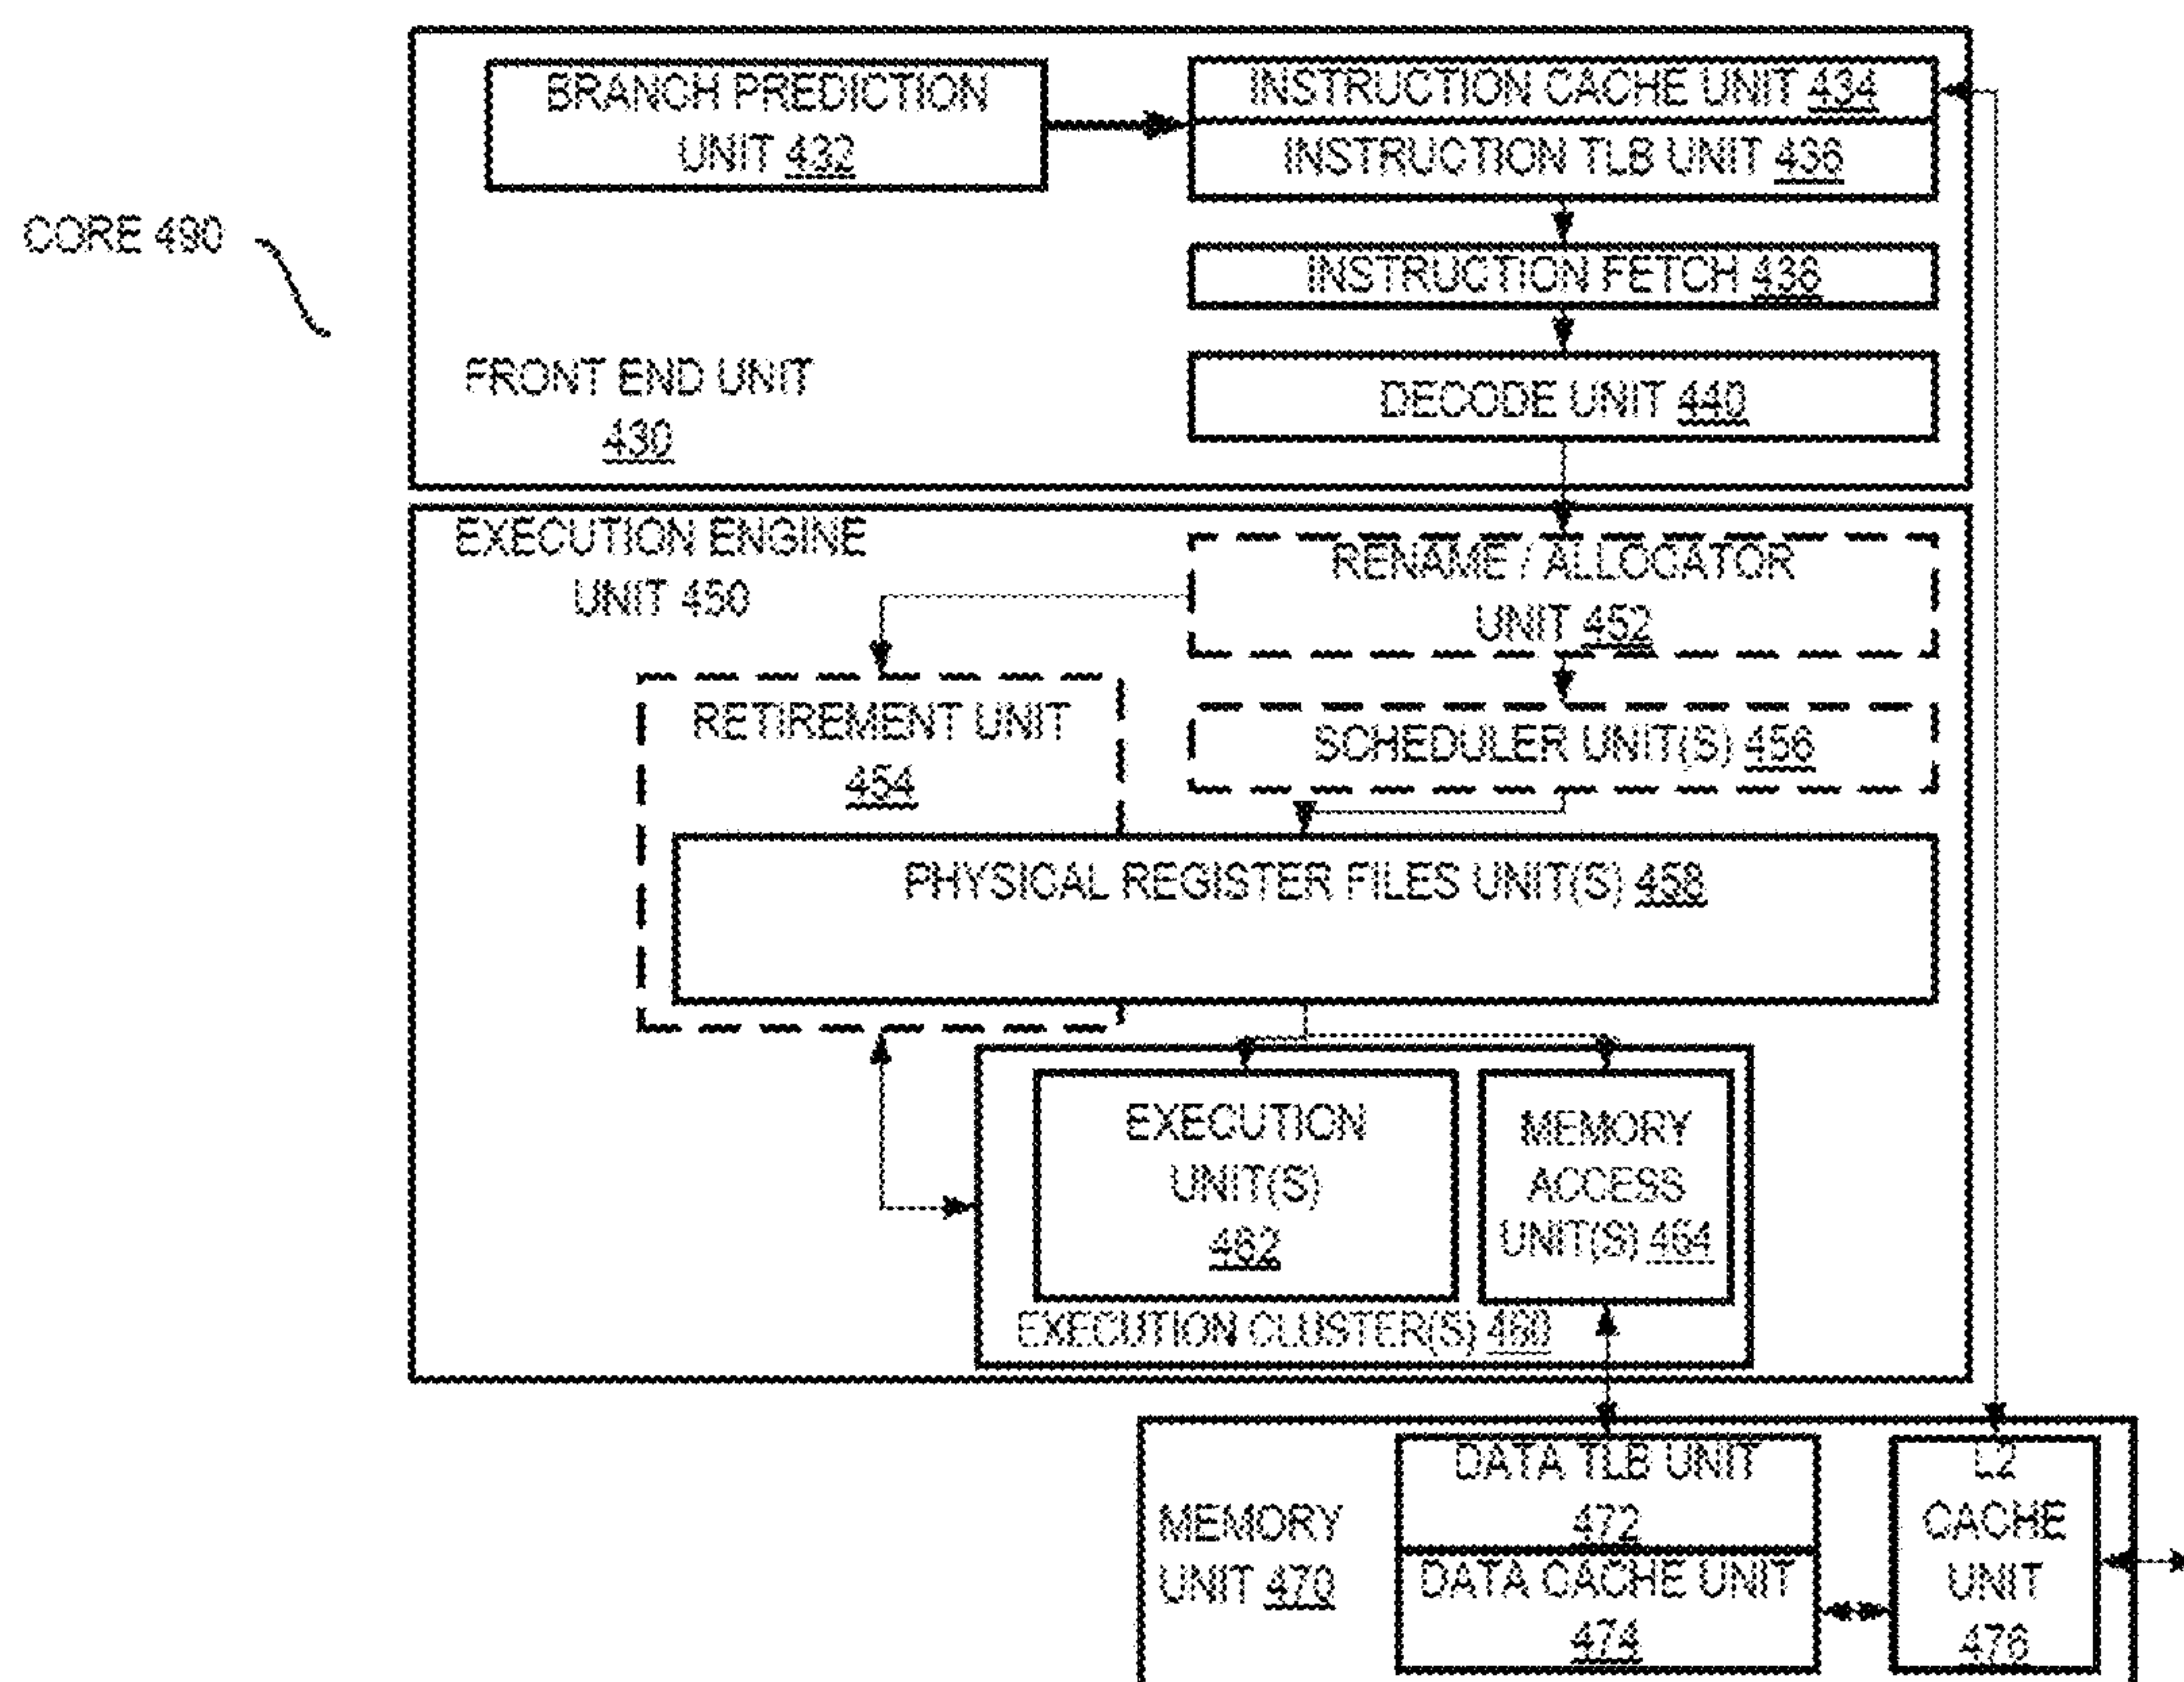 BRANCH PREDICTION
UNIT 432
INSTRUCTION CACHE UNIT 434
INSTRUCTION TLB UNIT 436
CORE 490
INSTRUCTION FETCH 438
FRONT END UNIT
430
DECODE UNIT 440
EXECUTION ENGINE
UNIT 450
RENAME / ALLOCATOR
UNIT 452
RETIREMENT UNIT
454
SCHEDULER UNIT(S) 456
PHYSICAL REGISTER FILES UNIT(S) 458
EXECUTION
UNIT(S)
462
MEMORY
ACCESS
UNIT(S) 464
EXECUTION CLUSTER(S) 460
MEMORY
UNIT 470
DATA TLB UNIT
472
DATA CACHE UNIT
474
L2
CACHE
UNIT
476